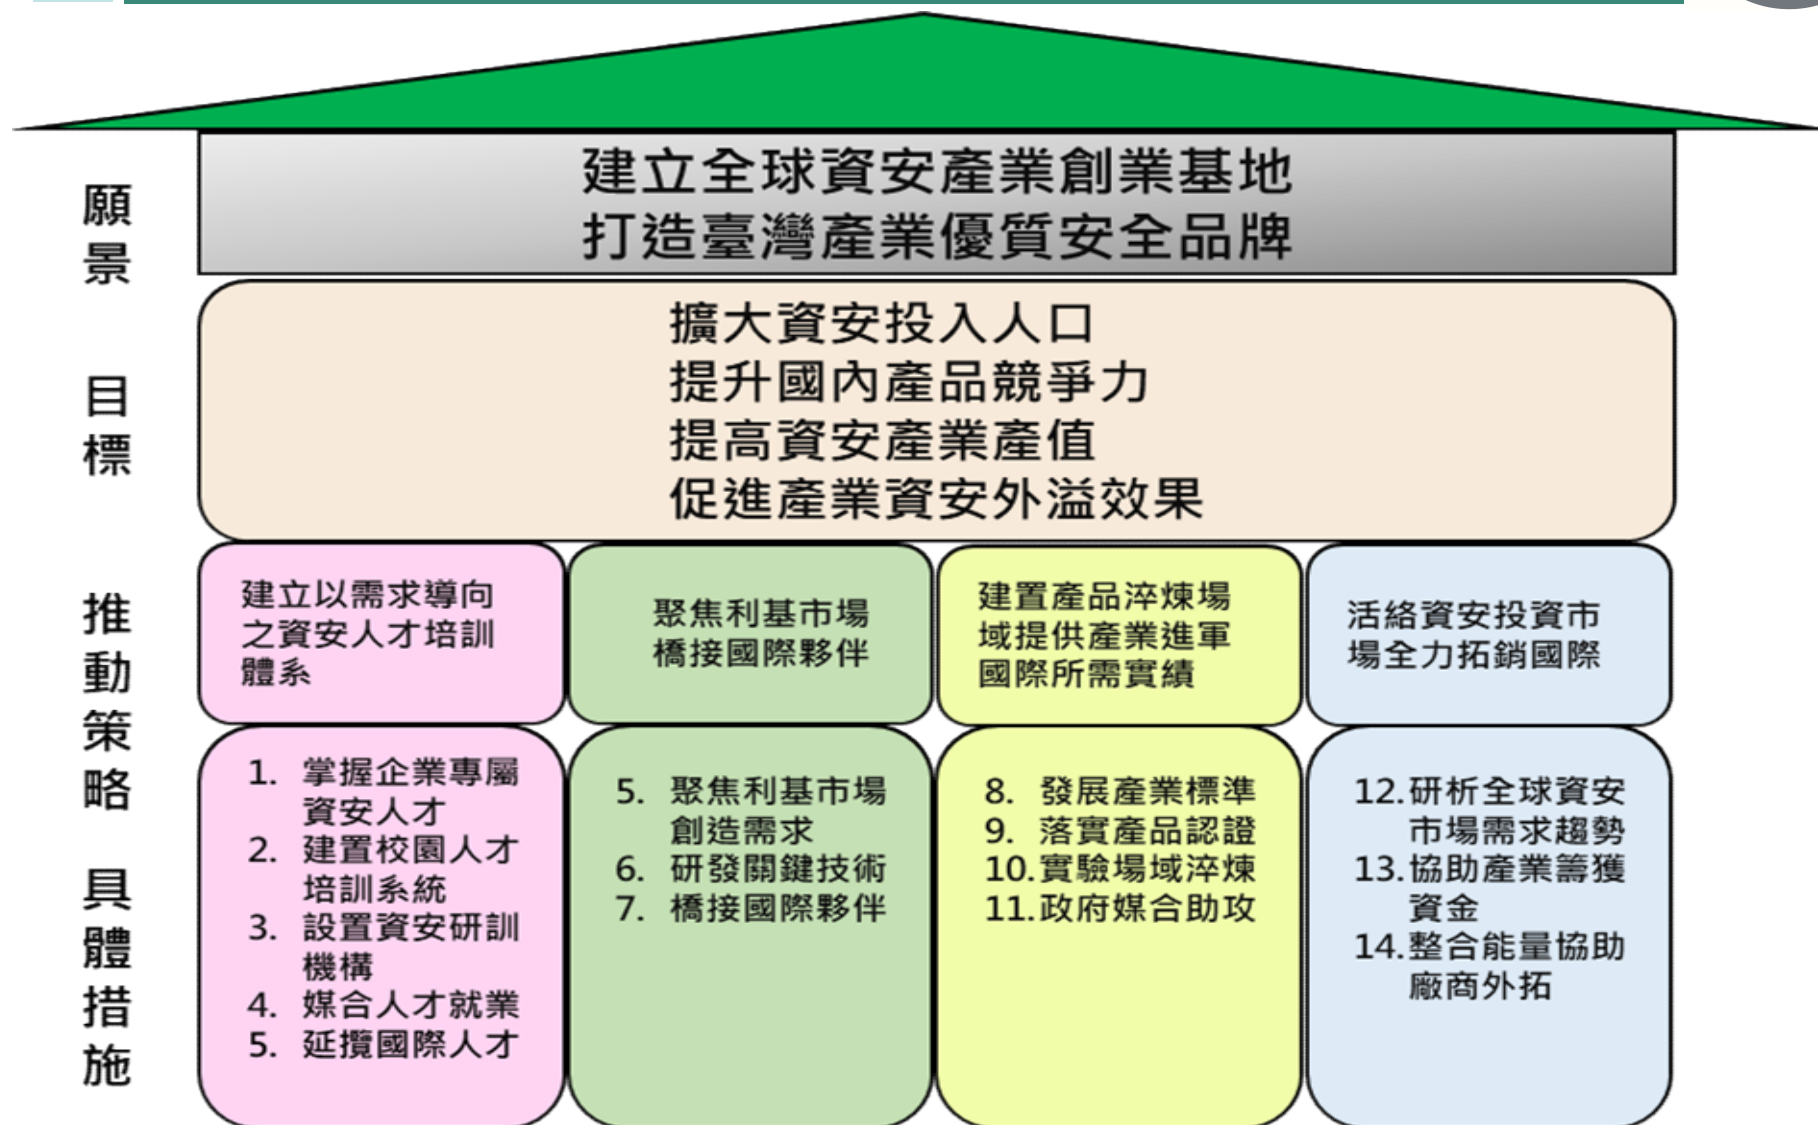 願景
建立全球資安產業創業基地
打造臺灣產業優質安全品牌
目標
擴大資安投入人口
提升國內產品競爭力
提高資安產業產值
促進產業資安外溢效果
推動策略
建立以需求導向
之資安人才培訓
體系
聚焦利基市場
橋接國際夥伴
建置產品淬煉場
域提供產業進軍
國際所需實績
活絡資安投資市
場全力拓銷國際
具體措施
1. 掌握企業專屬
資安人才
2. 建置校園人才
培訓系統
3. 設置資安研訓
機構
4. 媒合人才就業
5. 延攬國際人才
5. 聚焦利基市場
創造需求
6. 研發關鍵技術
7. 橋接國際夥伴
8. 發展產業標準
9. 落實產品認證
10.實驗場域淬煉
11.政府媒合助攻
12.研析全球資安
市場需求趨勢
13.協助產業籌獲
資金
14.整合能量協助
廠商外拓